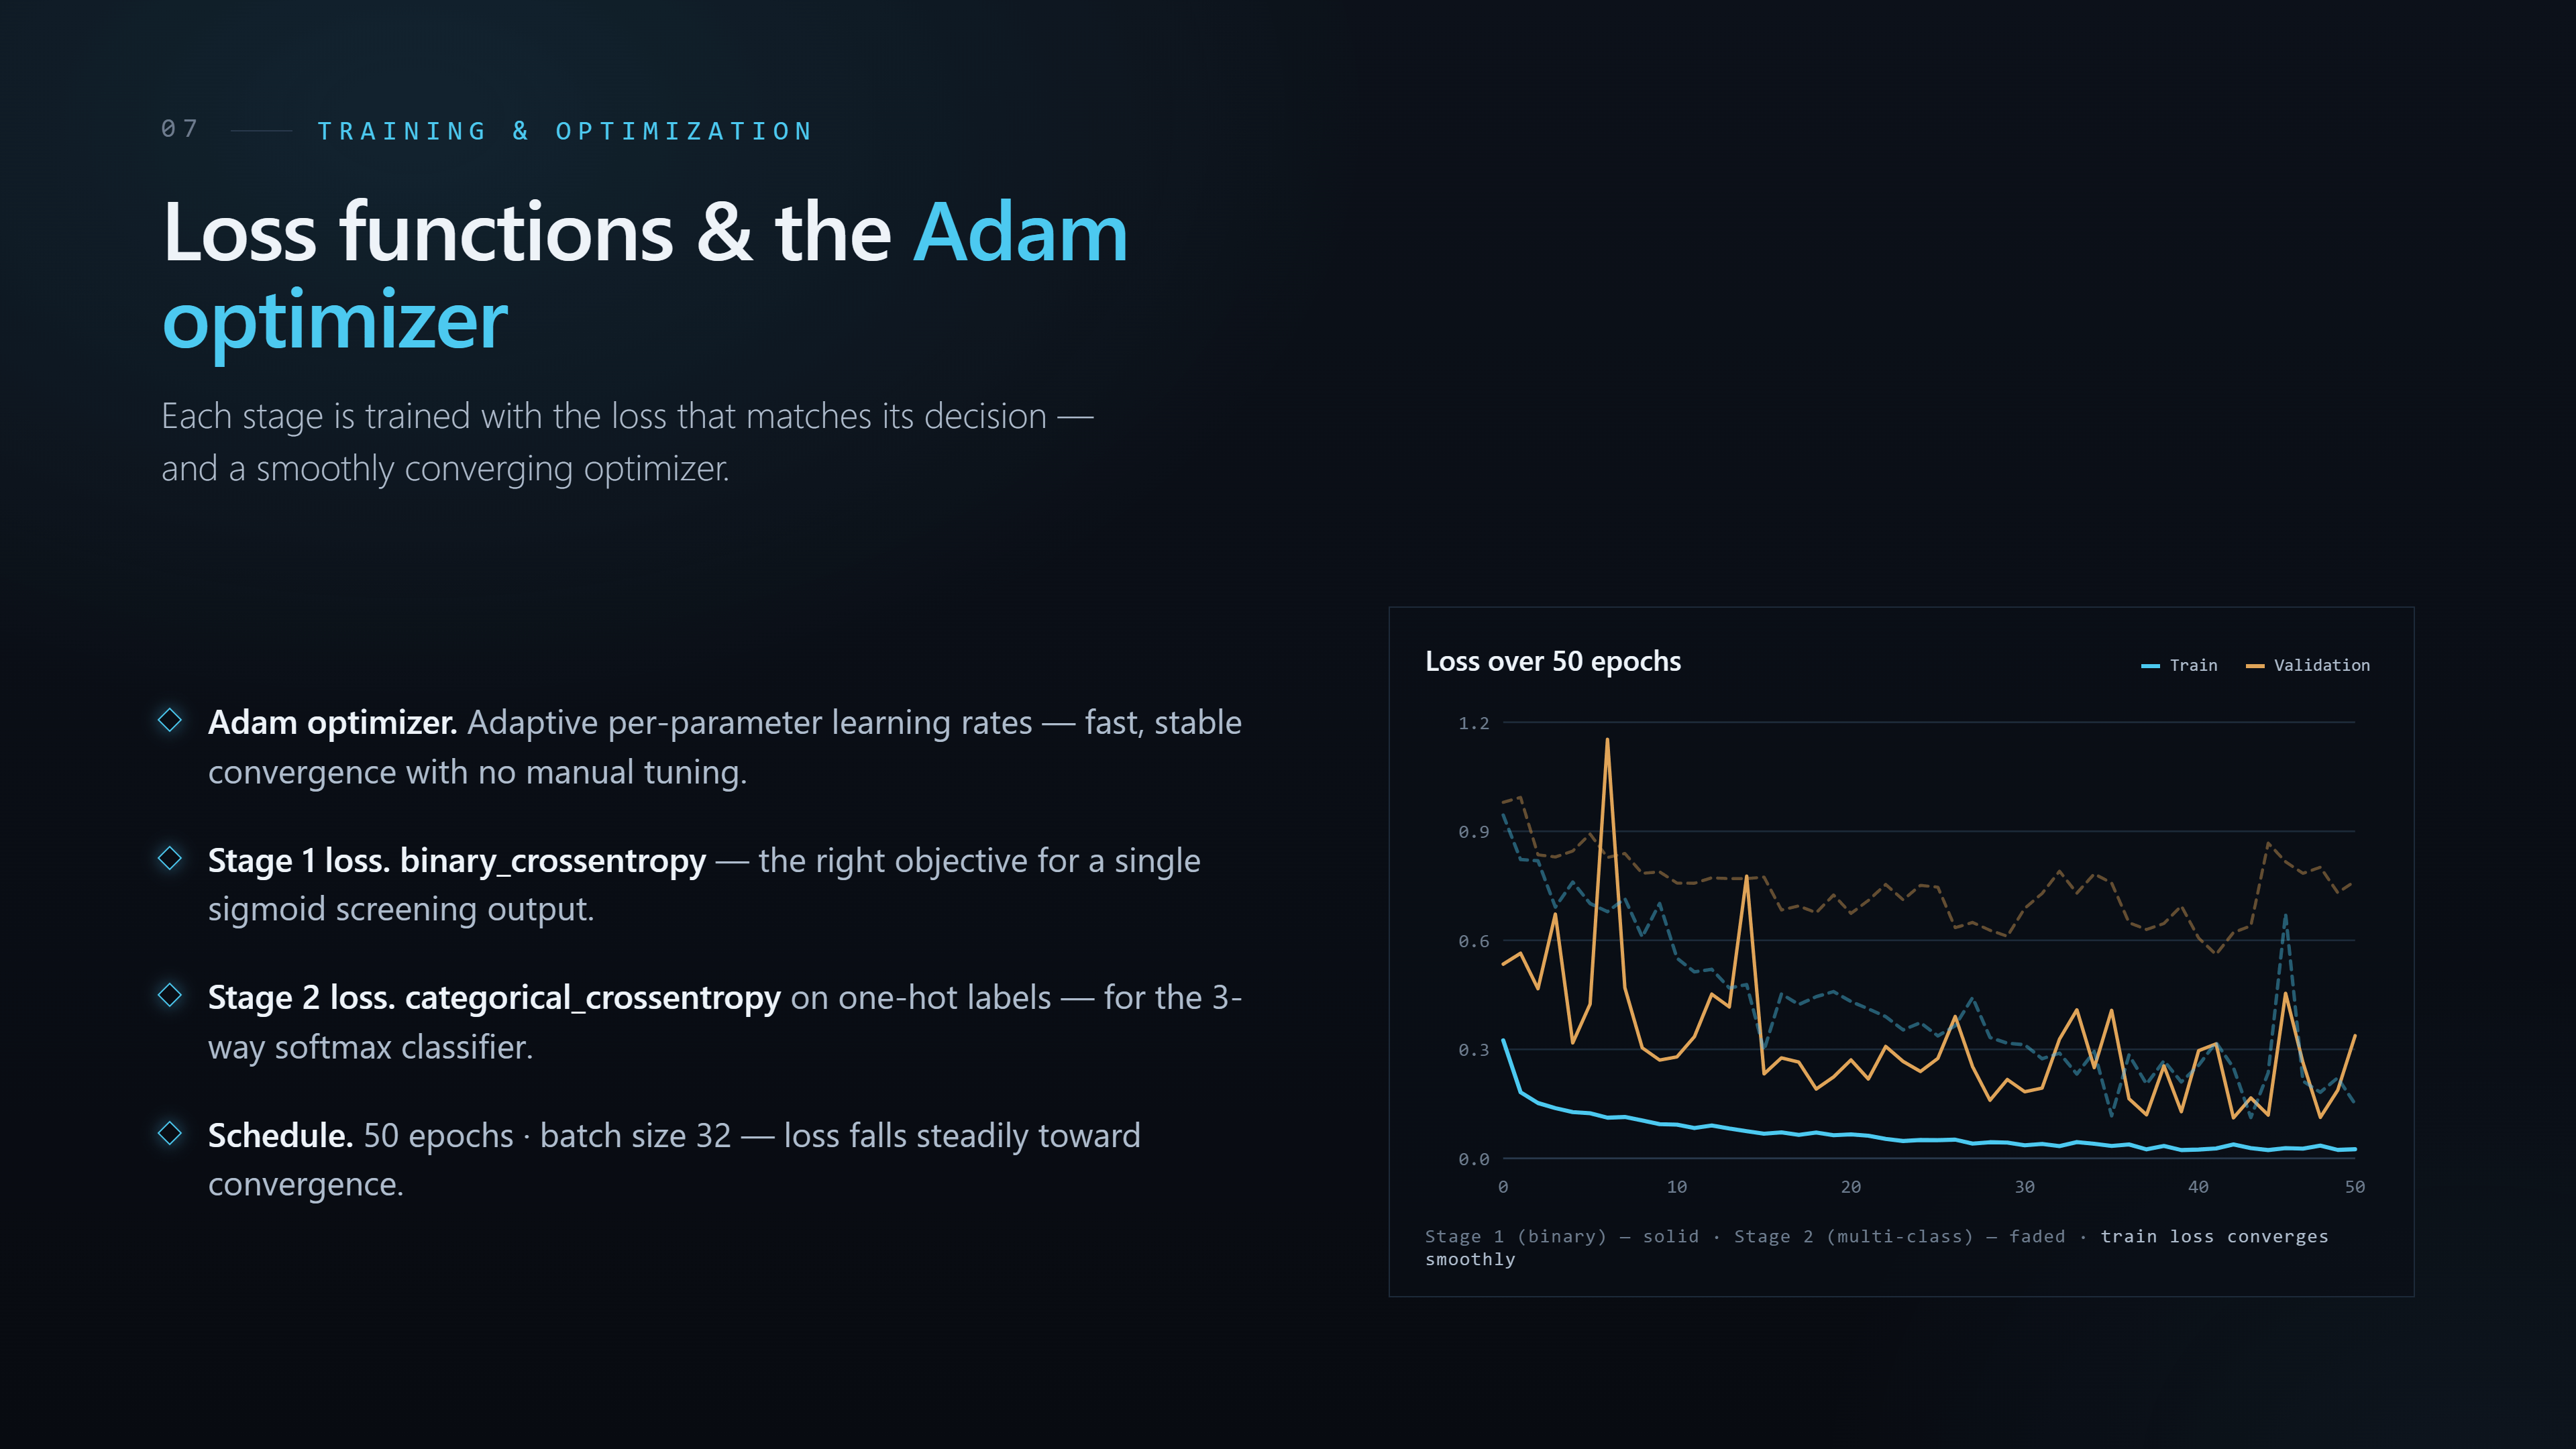 07 — TRAINING & OPTIMIZATION
Loss functions & the Adam
optimizer
Each stage is trained with the loss that matches its decision —
and a smoothly converging optimizer.
Adam optimizer. Adaptive per-parameter learning rates — fast, stable
convergence with no manual tuning.
Stage 1 loss. binary_crossentropy — the right objective for a single
sigmoid screening output.
Stage 2 loss. categorical_crossentropy on one-hot labels — for the 3-
way softmax classifier.
Schedule. 50 epochs · batch size 32 — loss falls steadily toward
convergence.
Loss over 50 epochs
Train Validation
1.2
0.9
0.6
0.3
0.0
0 10 20 30 40 50
Stage 1 (binary) — solid · Stage 2 (multi-class) — faded · train loss converges
smoothly